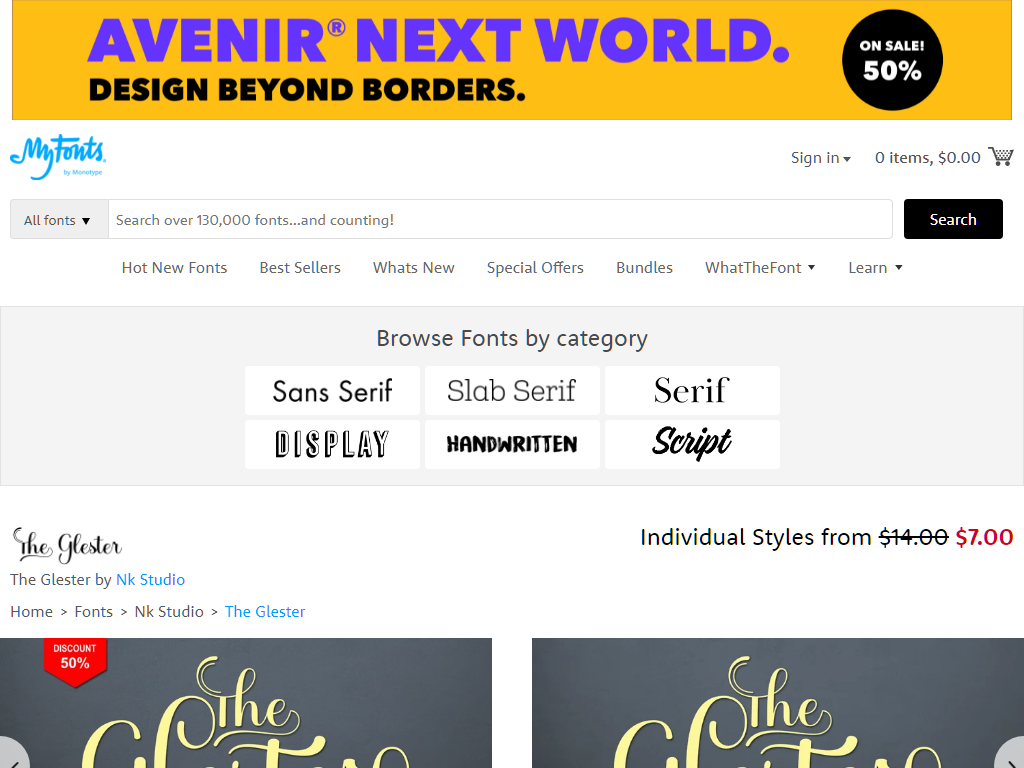 AVENIR® NEXT WORLD.
DESIGN BEYOND BORDERS.
ON SALE!
50%
MyFonts
by Monotype
Sign in
0 items, $0.00
All fonts
Search over 130,000 fonts...and counting!
Search
Hot New Fonts
Best Sellers
Whats New
Special Offers
Bundles
WhatTheFont
Learn
Browse Fonts by category
Sans Serif
Slab Serif
Serif
DISPLAY
HANDWRITTEN
Script
The Glester
Individual Styles from $14.00 $7.00
The Glester by Nk Studio
Home > Fonts > Nk Studio > The Glester
DISCOUNT
50%
The
Glester
The
Glester